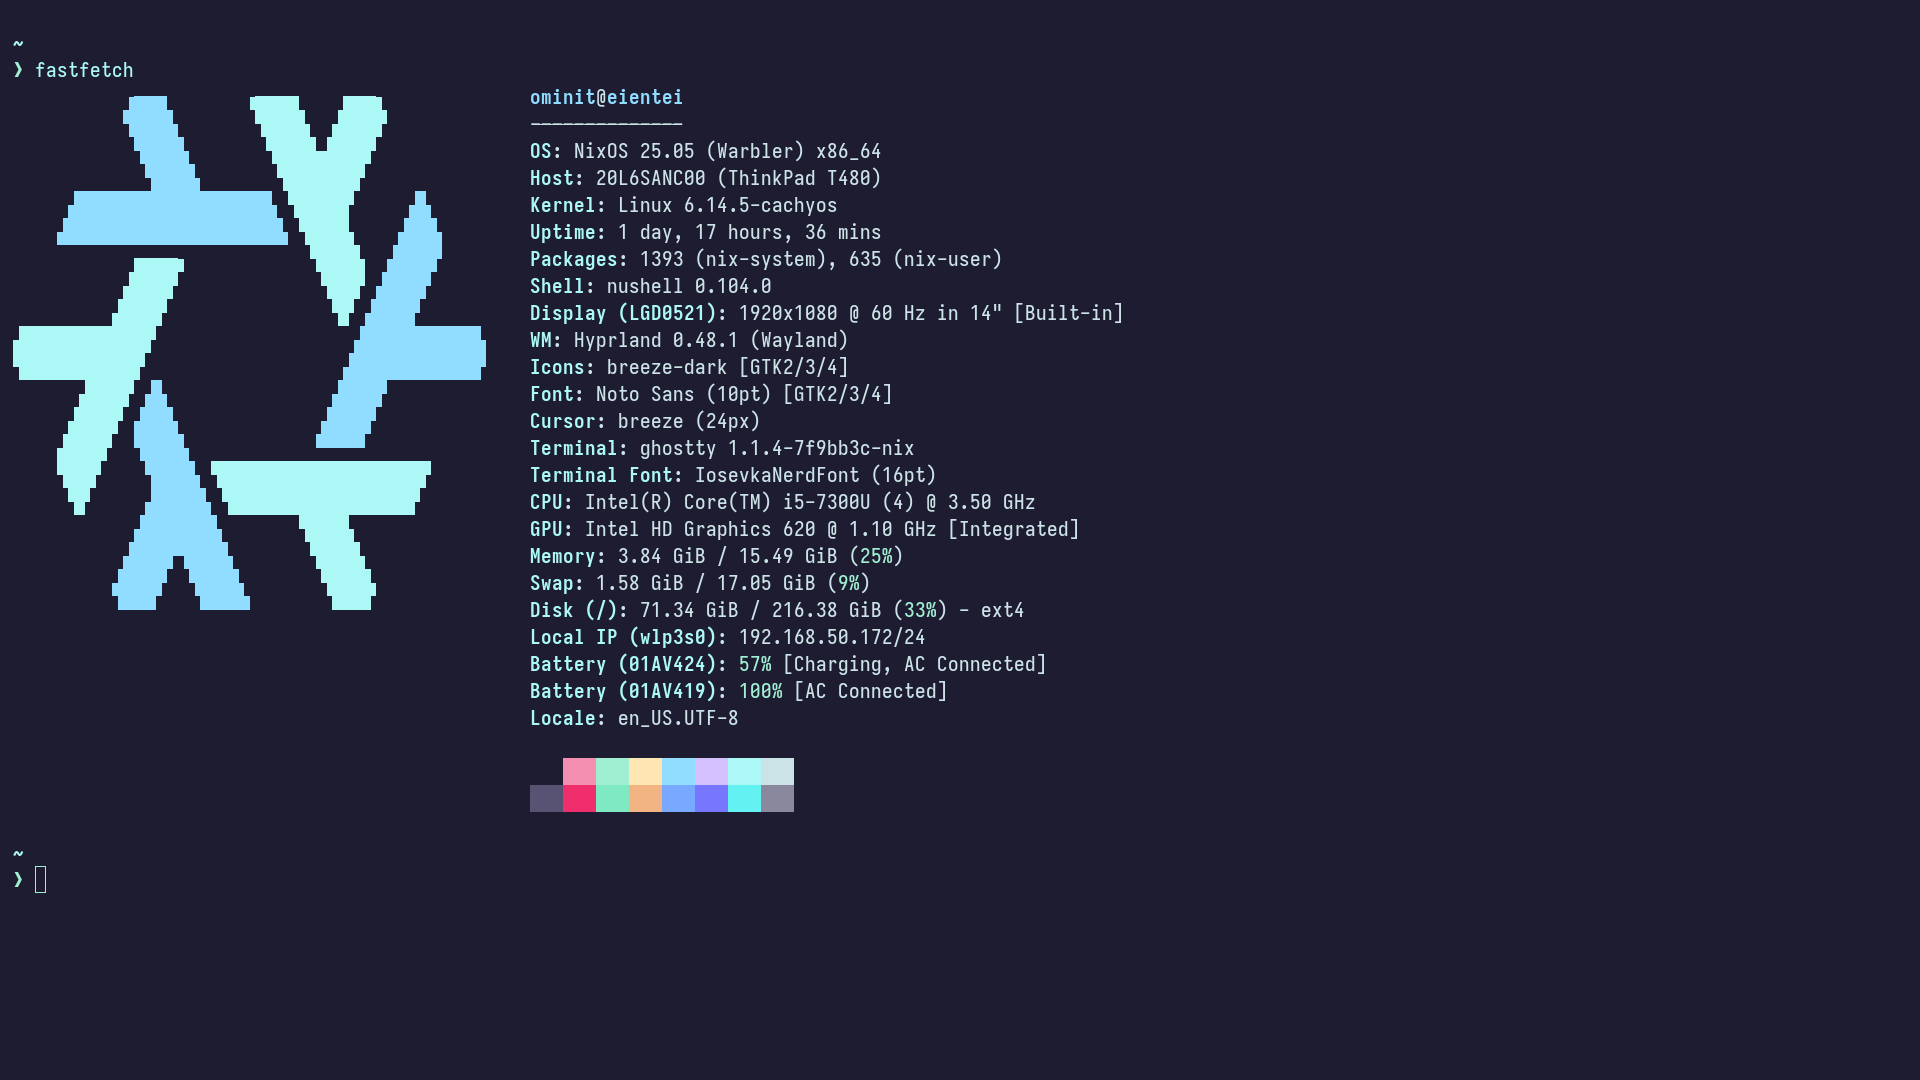 ~
❯ fastfetch
ominit@eientei
--------------
OS: NixOS 25.05 (Warbler) x86_64
Host: 20L6SANC00 (ThinkPad T480)
Kernel: Linux 6.14.5-cachyos
Uptime: 1 day, 17 hours, 36 mins
Packages: 1393 (nix-system), 635 (nix-user)
Shell: nushell 0.104.0
Display (LGD0521): 1920x1080 @ 60 Hz in 14" [Built-in]
WM: Hyprland 0.48.1 (Wayland)
Icons: breeze-dark [GTK2/3/4]
Font: Noto Sans (10pt) [GTK2/3/4]
Cursor: breeze (24px)
Terminal: ghostty 1.1.4-7f9bb3c-nix
Terminal Font: IosevkaNerdFont (16pt)
CPU: Intel(R) Core(TM) i5-7300U (4) @ 3.50 GHz
GPU: Intel HD Graphics 620 @ 1.10 GHz [Integrated]
Memory: 3.84 GiB / 15.49 GiB (25%)
Swap: 1.58 GiB / 17.05 GiB (9%)
Disk (/): 71.34 GiB / 216.38 GiB (33%) - ext4
Local IP (wlp3s0): 192.168.50.172/24
Battery (01AV424): 57% [Charging, AC Connected]
Battery (01AV419): 100% [AC Connected]
Locale: en_US.UTF-8
~
❯